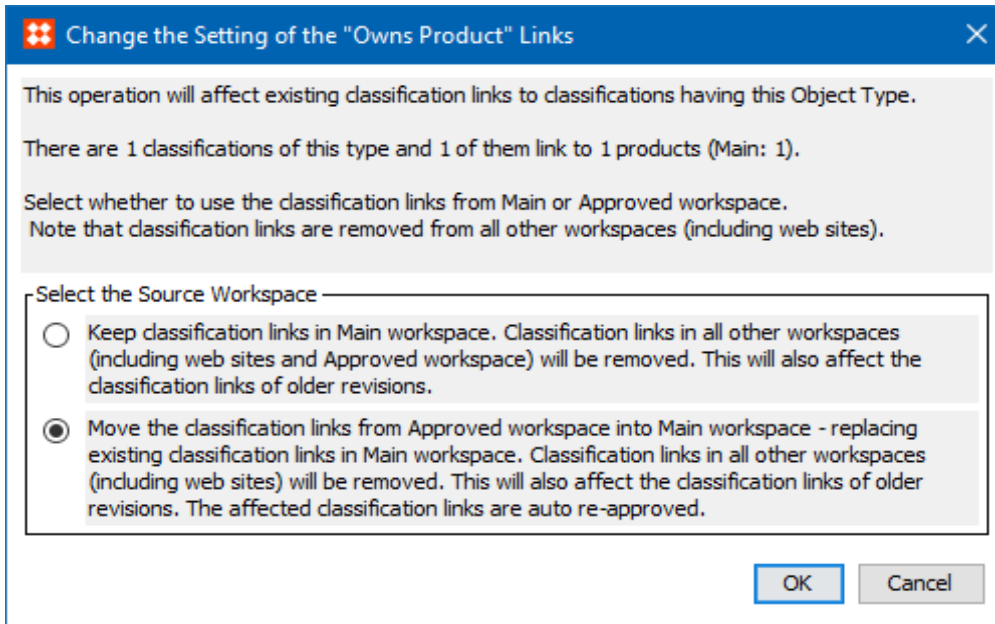 Change the Setting of the "Owns Product" Links
This operation will affect existing classification links to classifications having this Object Type.
There are 1 classifications of this type and 1 of them link to 1 products (Main: 1).
Select whether to use the classification links from Main or Approved workspace.
Note that classification links are removed from all other workspaces (including web sites).
Select the Source Workspace
Keep classification links in Main workspace. Classification links in all other workspaces
(including web sites and Approved workspace) will be removed. This will also affect the
classification links of older revisions.
Move the classification links from Approved workspace into Main workspace - replacing
existing classification links in Main workspace. Classification links in all other workspaces
(including web sites) will be removed. This will also affect the classification links of older
revisions. The affected classification links are auto re-approved.
OK Cancel